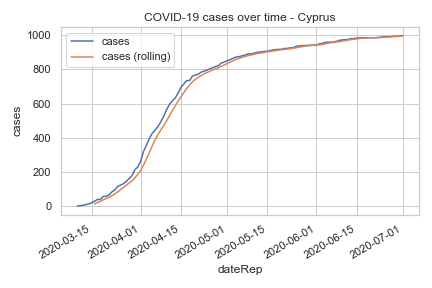 COVID-19 cases over time - Cyprus
cases
cases (rolling)
1000
800
600
400
200
0
cases
2020-03-15
2020-04-01
2020-04-15
2020-05-01
2020-05-15
2020-06-01
2020-06-15
2020-07-01
dateRep